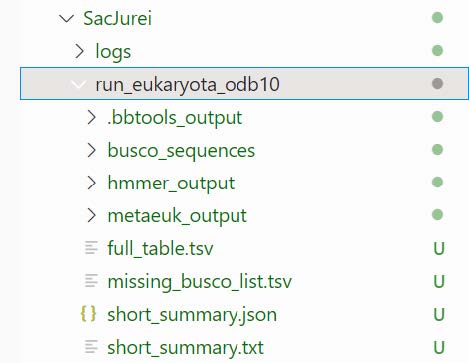 SacJurei
logs
run_eukaryota_odb10
.bbtools_output
busco_sequences
hmmer_output
metaeuk_output
full_table.tsv U
missing_busco_list.tsv U
{} short_summary.json U
short_summary.txt U